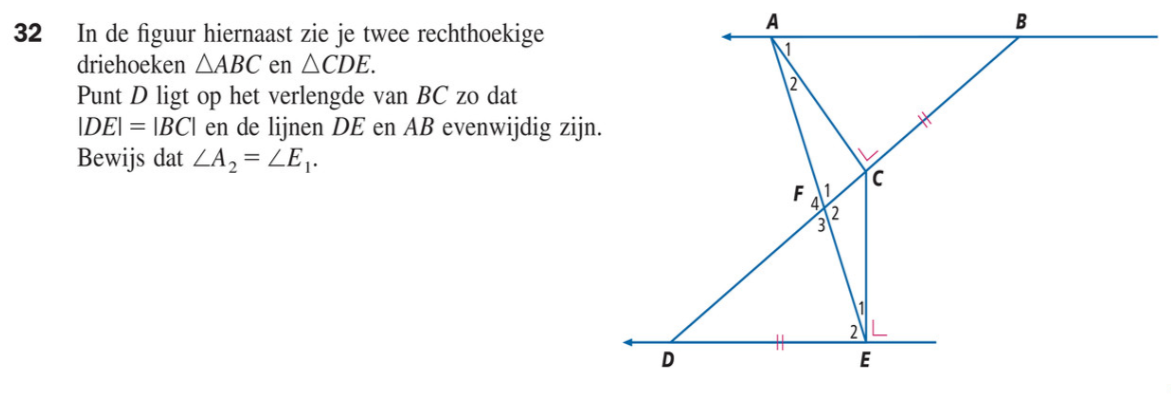 32 In de figuur hiernaast zie je twee rechthoekige
driehoeken △ABC en △CDE.
Punt D ligt op het verlengde van BC zo dat
|DE| = |BC| en de lijnen DE en AB evenwijdig zijn.
Bewijs dat ∠A₂ = ∠E₁.
A B
1
2
C
F 1
4 2
3
1
2
D E